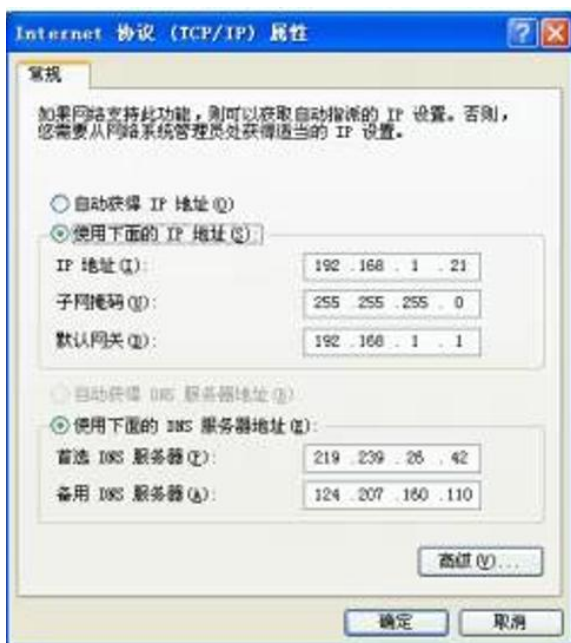 Internet 协议 (TCP/IP) 属性
常规
如果网络支持此功能，则可以获取自动指派的 IP 设置。否则，
您需要从网络系统管理员处获得适当的 IP 设置。
自动获得 IP 地址(O)
使用下面的 IP 地址(S):
IP 地址(I): 192 .168 . 1 . 21
子网掩码(U): 255 .255 .255 . 0
默认网关(D): 192 .168 . 1 . 1
自动获得 DNS 服务器地址(B)
使用下面的 DNS 服务器地址(E):
首选 DNS 服务器(P): 219 .239 .26 . 42
备用 DNS 服务器(A): 124 .207 .160 .110
高级(V)...
确定 取消